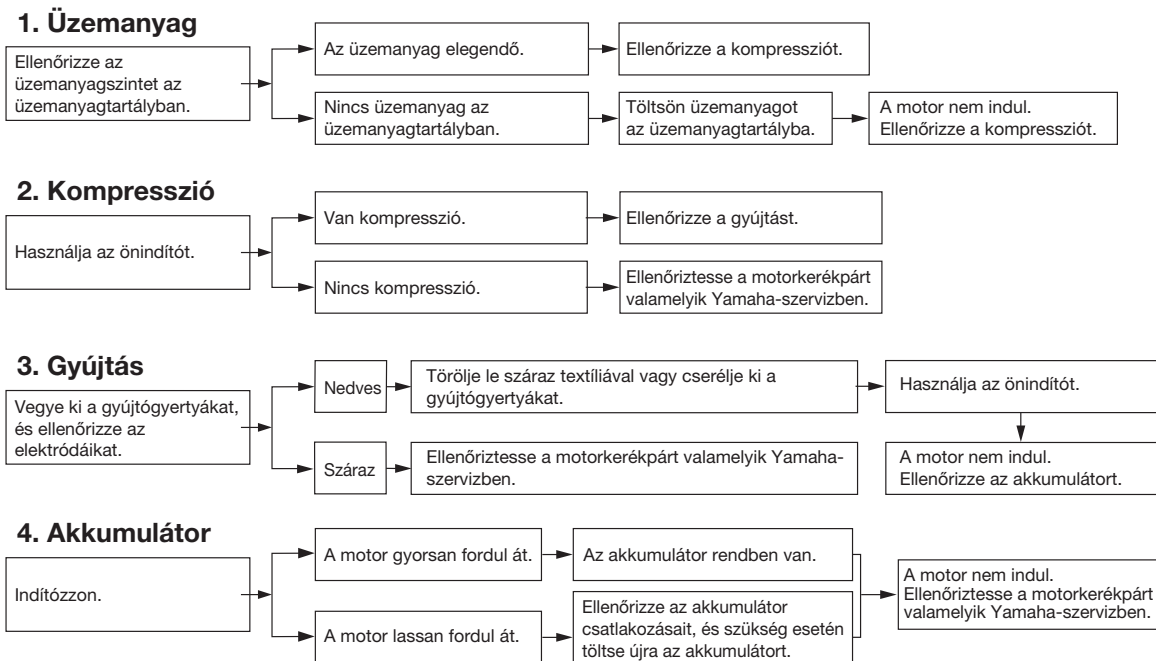 1. Üzemanyag
Ellenőrizze az
üzemanyagszintet az
üzemanyagtartályban.
Az üzemanyag elegendő.
Ellenőrizze a kompressziót.
Nincs üzemanyag az
üzemanyagtartályban.
Töltsön üzemanyagot
az üzemanyagtartályba.
A motor nem indul.
Ellenőrizze a kompressziót.
2. Kompresszió
Használja az önindítót.
Van kompresszió.
Ellenőrizze a gyújtást.
Nincs kompresszió.
Ellenőriztesse a motorkerékpárt
valamelyik Yamaha-szervizben.
3. Gyújtás
Vegye ki a gyújtógyertyákat,
és ellenőrizze az
elektródáikat.
Nedves
Törölje le száraz textíliával vagy cserélje ki a
gyújtógyertyákat.
Használja az önindítót.
Száraz
Ellenőriztesse a motorkerékpárt valamelyik Yamaha-
szervizben.
A motor nem indul.
Ellenőrizze az akkumulátort.
4. Akkumulátor
Indítózzon.
A motor gyorsan fordul át.
Az akkumulátor rendben van.
A motor lassan fordul át.
Ellenőrizze az akkumulátor
csatlakozásait, és szükség esetén
töltse újra az akkumulátort.
A motor nem indul.
Ellenőriztesse a motorkerékpárt
valamelyik Yamaha-szervizben.